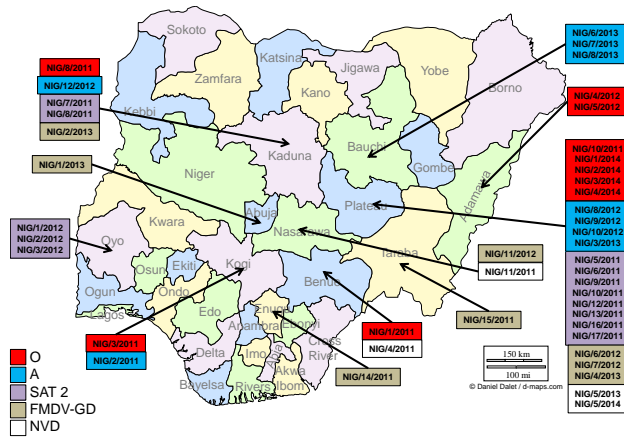 Sokoto
Katsina
Jigawa
Yobe
Borno
Zamfara
Kano
Kebbi
Kaduna
Bauchi
Gombe
Adamawa
Niger
Plateau
Abuja
Nasarawa
Kwara
Taraba
Oyo
Kogi
Benue
Osun
Ekiti
Ogun
Ondo
Lagos
Edo
Enugu
Anambra
Ebonyi
Cross
River
Delta
Imo
Abia
Akwa
Ibom
Bayelsa
Rivers
NIG/8/2011
NIG/12/2012
NIG/7/2011
NIG/8/2011
NIG/2/2013
NIG/1/2013
NIG/1/2012
NIG/2/2012
NIG/3/2012
NIG/3/2011
NIG/2/2011
NIG/14/2011
NIG/1/2011
NIG/4/2011
NIG/15/2011
NIG/11/2012
NIG/11/2011
NIG/6/2013
NIG/7/2013
NIG/8/2013
NIG/4/2012
NIG/5/2012
NIG/10/2011
NIG/1/2014
NIG/2/2014
NIG/3/2014
NIG/4/2014
NIG/8/2012
NIG/9/2012
NIG/10/2012
NIG/3/2013
NIG/5/2011
NIG/6/2011
NIG/9/2011
NIG/10/2011
NIG/12/2011
NIG/13/2011
NIG/16/2011
NIG/17/2011
NIG/6/2012
NIG/7/2012
NIG/4/2013
NIG/5/2013
NIG/5/2014
O
A
SAT 2
FMDV-GD
NVD
150 km
100 mi
© Daniel Dalet / d-maps.com